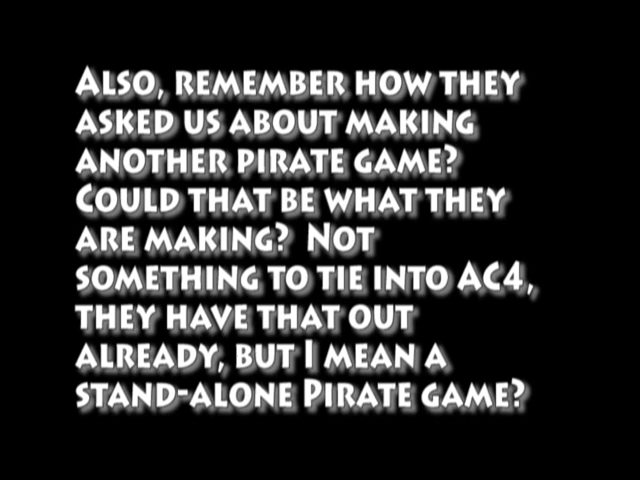 Also, remember how they
asked us about making
another pirate game?
Could that be what they
are making?  Not
something to tie into AC4,
they have that out
already, but I mean a
stand-alone Pirate game?